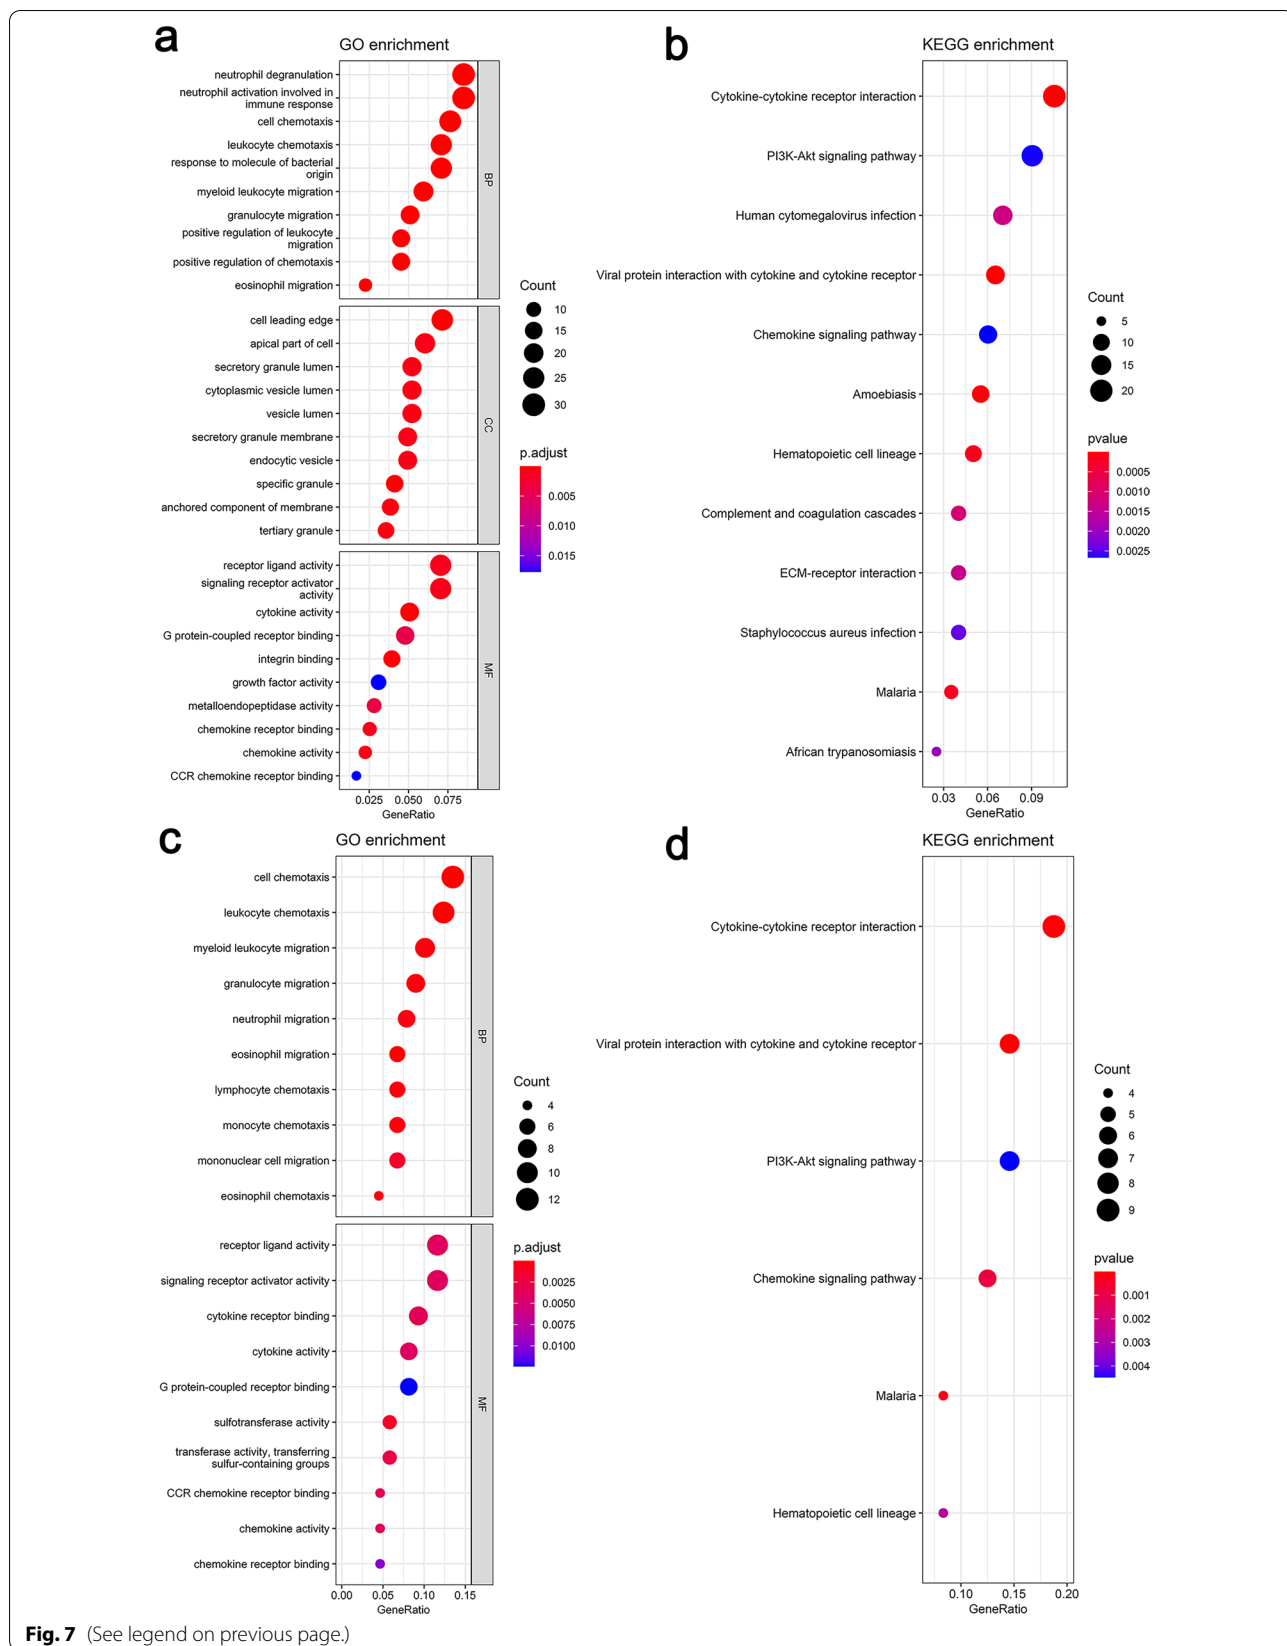 a
GO enrichment
neutrophil degranulation
neutrophil activation involved in
immune response
cell chemotaxis
leukocyte chemotaxis
response to molecule of bacterial
origin
myeloid leukocyte migration
granulocyte migration
positive regulation of leukocyte
migration
positive regulation of chemotaxis
eosinophil migration
BP
cell leading edge
apical part of cell
secretory granule lumen
cytoplasmic vesicle lumen
vesicle lumen
secretory granule membrane
endocytic vesicle
specific granule
anchored component of membrane
tertiary granule
CC
receptor ligand activity
signaling receptor activator
activity
cytokine activity
G protein-coupled receptor binding
integrin binding
growth factor activity
metalloendopeptidase activity
chemokine receptor binding
chemokine activity
CCR chemokine receptor binding
MF
0.025 0.050 0.075
GeneRatio
Count
10
15
20
25
30
p.adjust
0.005
0.010
0.015
b
KEGG enrichment
Cytokine-cytokine receptor interaction
PI3K-Akt signaling pathway
Human cytomegalovirus infection
Viral protein interaction with cytokine and cytokine receptor
Chemokine signaling pathway
Amoebiasis
Hematopoietic cell lineage
Complement and coagulation cascades
ECM-receptor interaction
Staphylococcus aureus infection
Malaria
African trypanosomiasis
0.03 0.06 0.09
GeneRatio
Count
5
10
15
20
pvalue
0.0005
0.0010
0.0015
0.0020
0.0025
c
GO enrichment
cell chemotaxis
leukocyte chemotaxis
myeloid leukocyte migration
granulocyte migration
neutrophil migration
eosinophil migration
lymphocyte chemotaxis
monocyte chemotaxis
mononuclear cell migration
eosinophil chemotaxis
BP
receptor ligand activity
signaling receptor activator activity
cytokine receptor binding
cytokine activity
G protein-coupled receptor binding
sulfotransferase activity
transferase activity, transferring
sulfur-containing groups
CCR chemokine receptor binding
chemokine activity
chemokine receptor binding
MF
0.00 0.05 0.10 0.15
GeneRatio
Count
4
6
8
10
12
p.adjust
0.0025
0.0050
0.0075
0.0100
d
KEGG enrichment
Cytokine-cytokine receptor interaction
Viral protein interaction with cytokine and cytokine receptor
PI3K-Akt signaling pathway
Chemokine signaling pathway
Malaria
Hematopoietic cell lineage
0.10 0.15 0.20
GeneRatio
Count
4
5
6
7
8
9
pvalue
0.001
0.002
0.003
0.004
Fig. 7 (See legend on previous page.)